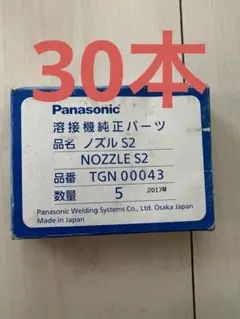 30本
Panasonic
溶接機純正パーツ
品名 ノズル S2
NOZZLE S2
品番 TGN 00043
数量 5 2017製
Panasonic Welding Systems Co., Ltd. Osaka Japan
Made in Japan